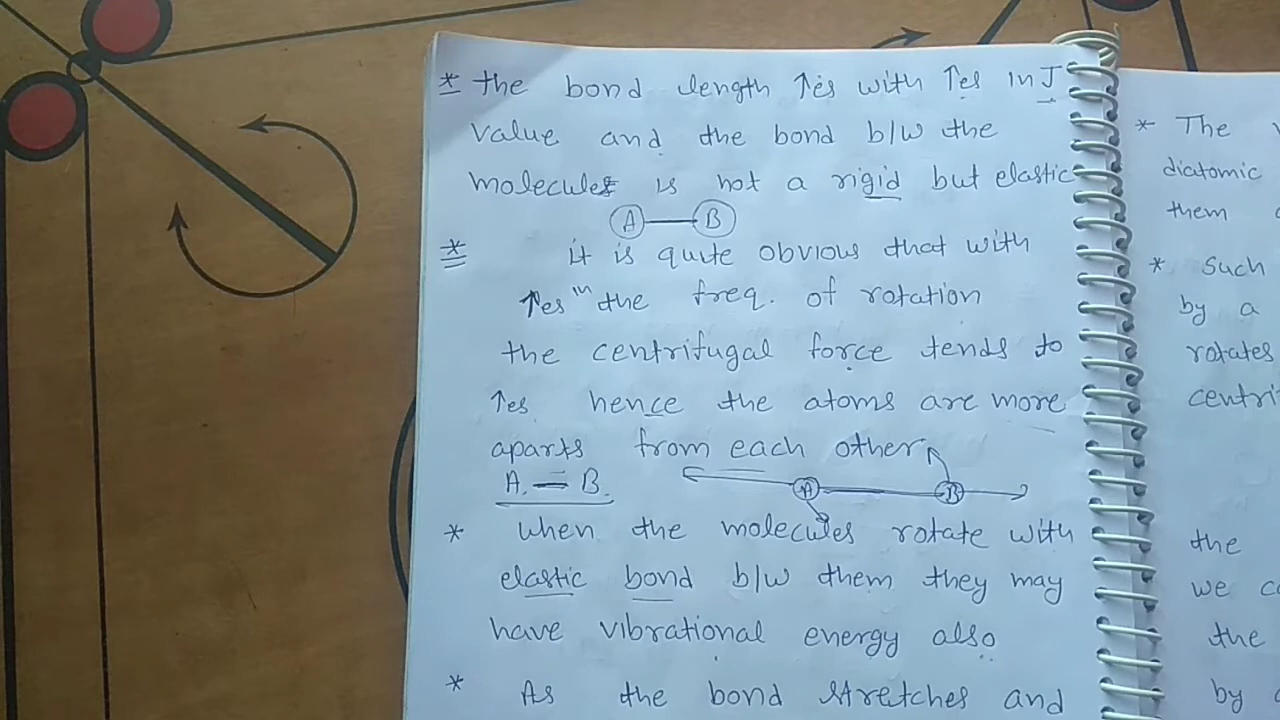 * the bond length ↑es with ↑es in J
value and the bond b/w the
molecules is not a rigid but elastic
A B
* it is quite obvious that with
↑es in the freq. of rotation
the centrifugal force tends to
↑es hence the atoms are more
aparts from each other
A. — B. A B
* when the molecules rotate with
elastic bond b/w them they may
have vibrational energy also
* As the bond stretches and
* The
diatomic
them
* Such
by a
rotates
centri
the
we
the
by